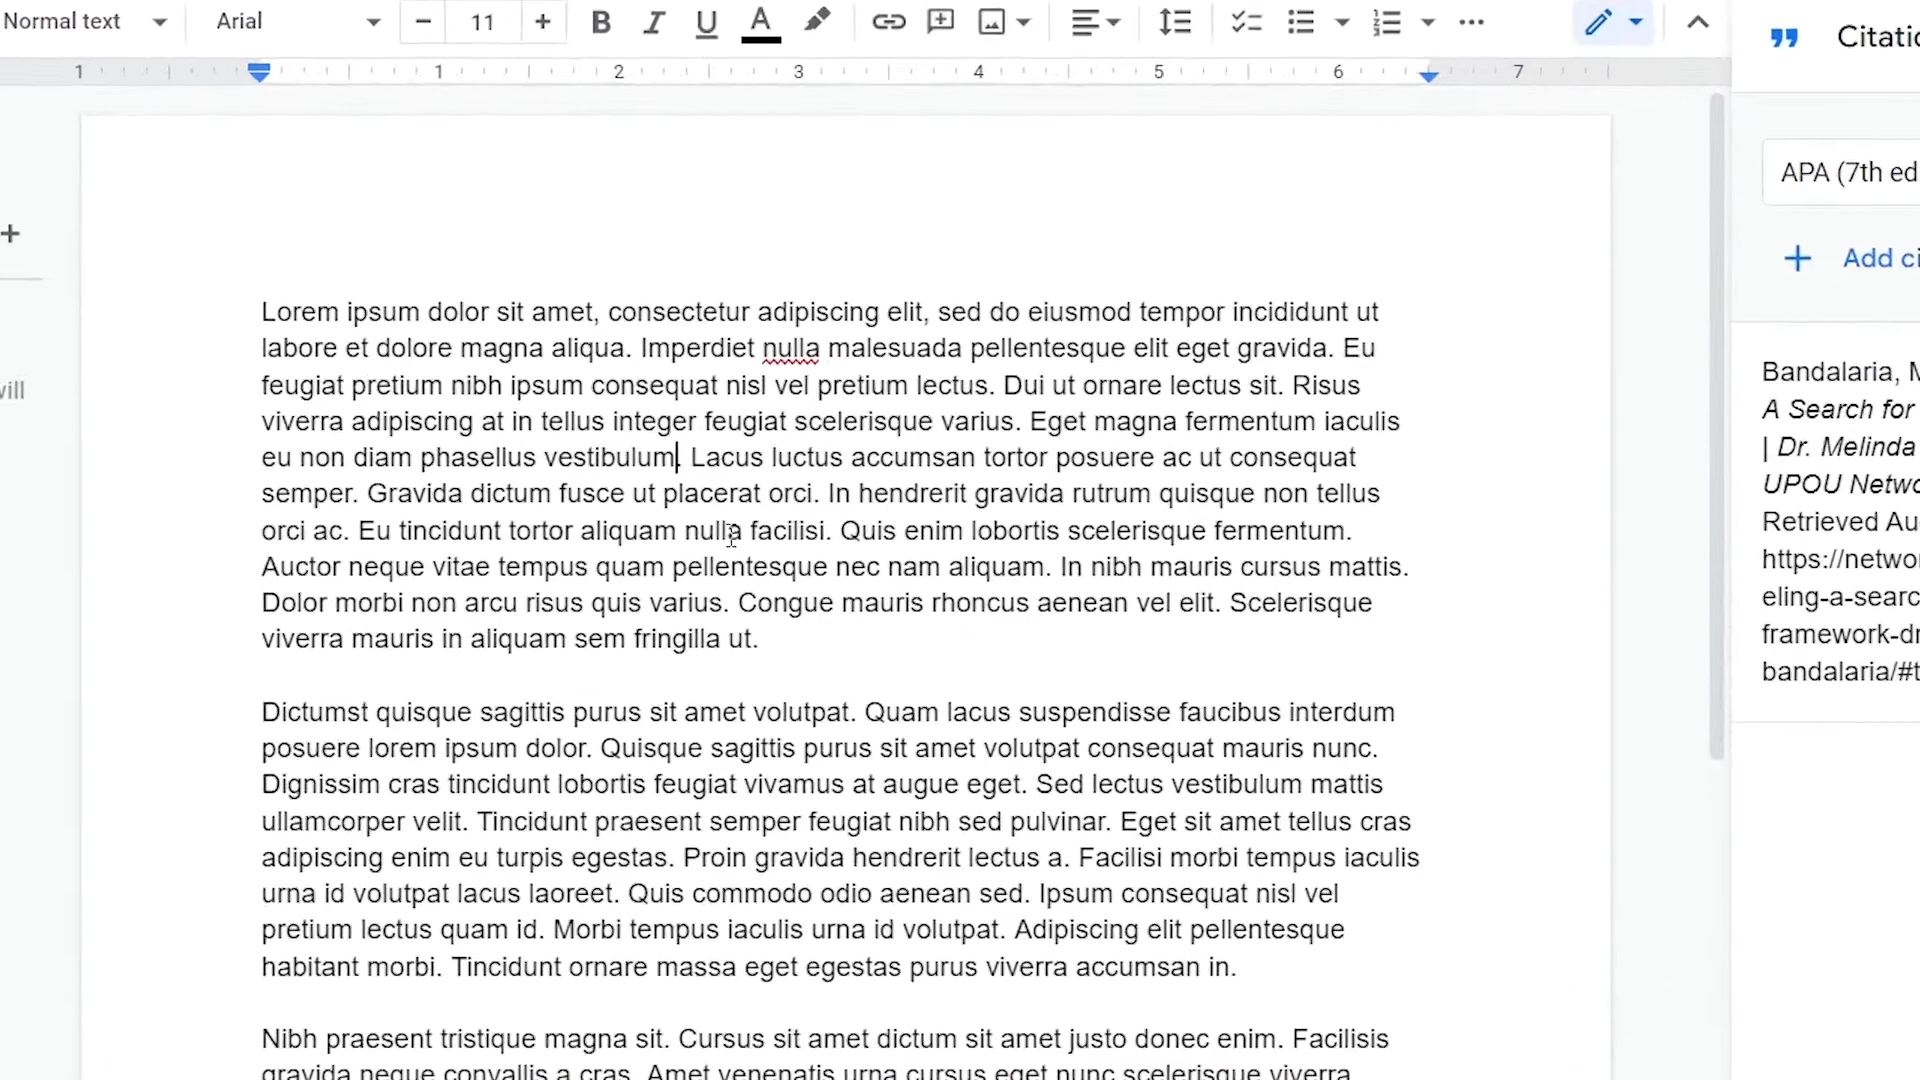 Normal text Arial 11 B I U A
Citatio
1 1 2 3 4 5 6 7
APA (7th ed
Add ci
will
Lorem ipsum dolor sit amet, consectetur adipiscing elit, sed do eiusmod tempor incididunt ut
labore et dolore magna aliqua. Imperdiet nulla malesuada pellentesque elit eget gravida. Eu
feugiat pretium nibh ipsum consequat nisl vel pretium lectus. Dui ut ornare lectus sit. Risus
viverra adipiscing at in tellus integer feugiat scelerisque varius. Eget magna fermentum iaculis
eu non diam phasellus vestibulum. Lacus luctus accumsan tortor posuere ac ut consequat
semper. Gravida dictum fusce ut placerat orci. In hendrerit gravida rutrum quisque non tellus
orci ac. Eu tincidunt tortor aliquam nulla facilisi. Quis enim lobortis scelerisque fermentum.
Auctor neque vitae tempus quam pellentesque nec nam aliquam. In nibh mauris cursus mattis.
Dolor morbi non arcu risus quis varius. Congue mauris rhoncus aenean vel elit. Scelerisque
viverra mauris in aliquam sem fringilla ut.
Dictumst quisque sagittis purus sit amet volutpat. Quam lacus suspendisse faucibus interdum
posuere lorem ipsum dolor. Quisque sagittis purus sit amet volutpat consequat mauris nunc.
Dignissim cras tincidunt lobortis feugiat vivamus at augue eget. Sed lectus vestibulum mattis
ullamcorper velit. Tincidunt praesent semper feugiat nibh sed pulvinar. Eget sit amet tellus cras
adipiscing enim eu turpis egestas. Proin gravida hendrerit lectus a. Facilisi morbi tempus iaculis
urna id volutpat lacus laoreet. Quis commodo odio aenean sed. Ipsum consequat nisl vel
pretium lectus quam id. Morbi tempus iaculis urna id volutpat. Adipiscing elit pellentesque
habitant morbi. Tincidunt ornare massa eget egestas purus viverra accumsan in.
Nibh praesent tristique magna sit. Cursus sit amet dictum sit amet justo donec enim. Facilisis
gravida neque convallis a cras. Amet venenatis urna cursus eget nunc scelerisque viverra
Bandalaria, M
A Search for
| Dr. Melinda
UPOU Netwo
Retrieved Au
https://netwo
eling-a-searc
framework-dr
bandalaria/#t